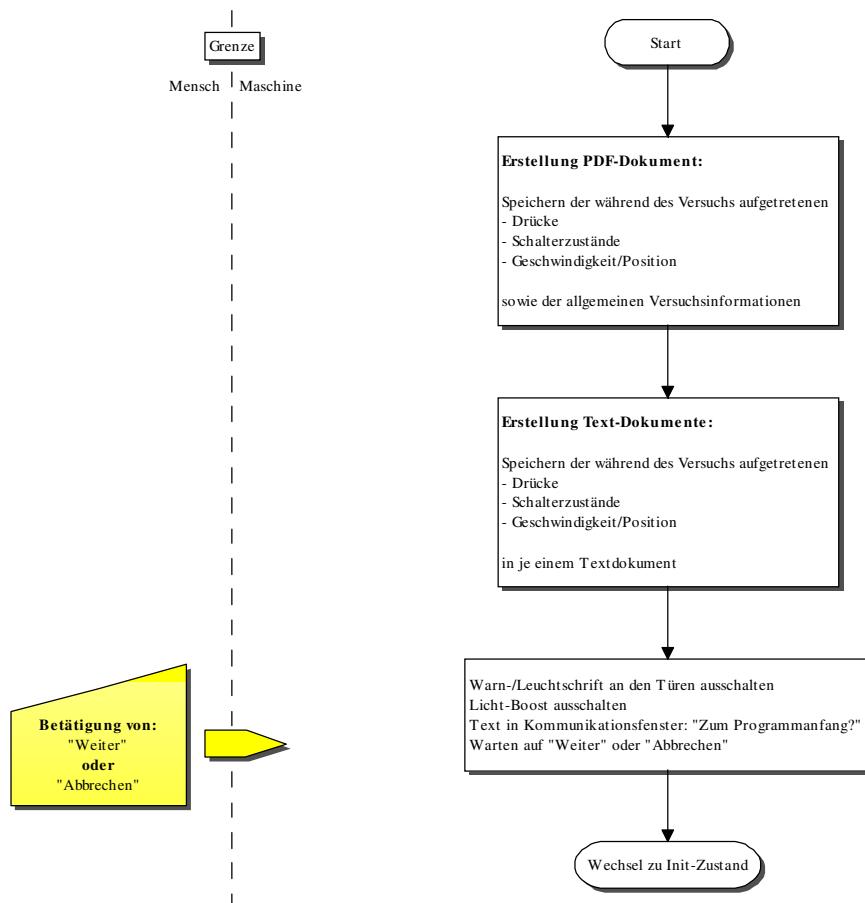 Grenze
Mensch
Maschine
Start
Erstellung PDF-Dokument:
Speichern der während des Versuchs aufgetretenen
- Drücke
- Schalterzustände
- Geschwindigkeit/Position
sowie der allgemeinen Versuchsinformationen
Erstellung Text-Dokumente:
Speichern der während des Versuchs aufgetretenen
- Drücke
- Schalterzustände
- Geschwindigkeit/Position
in je einem Textdokument
Warn-/Leuchtschrift an den Türen ausschalten
Licht-Boost ausschalten
Text in Kommunikationsfenster: "Zum Programmanfang?"
Warten auf "Weiter" oder "Abbrechen"
Betätigung von:
"Weiter"
oder
"Abbrechen"
Wechsel zu Init-Zustand